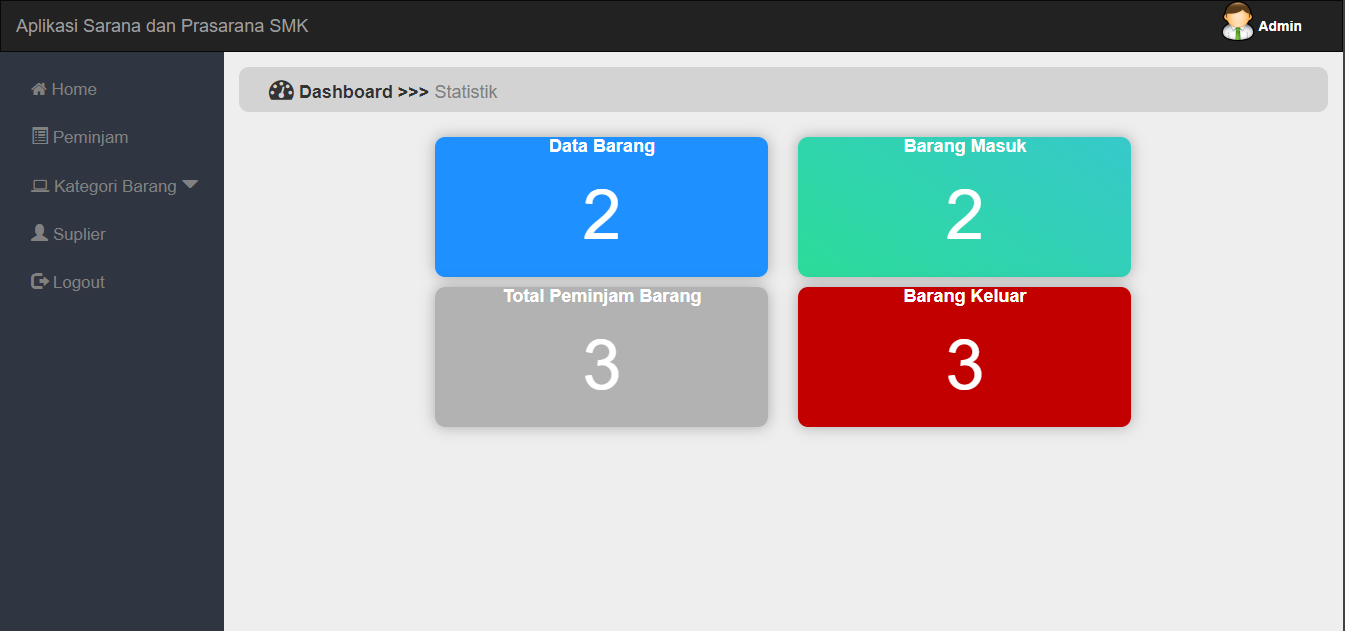 Aplikasi Sarana dan Prasarana SMK
Admin
Home
Peminjam
Kategori Barang
Suplier
Logout
Dashboard >>> Statistik
Data Barang
2
Barang Masuk
2
Total Peminjam Barang
3
Barang Keluar
3